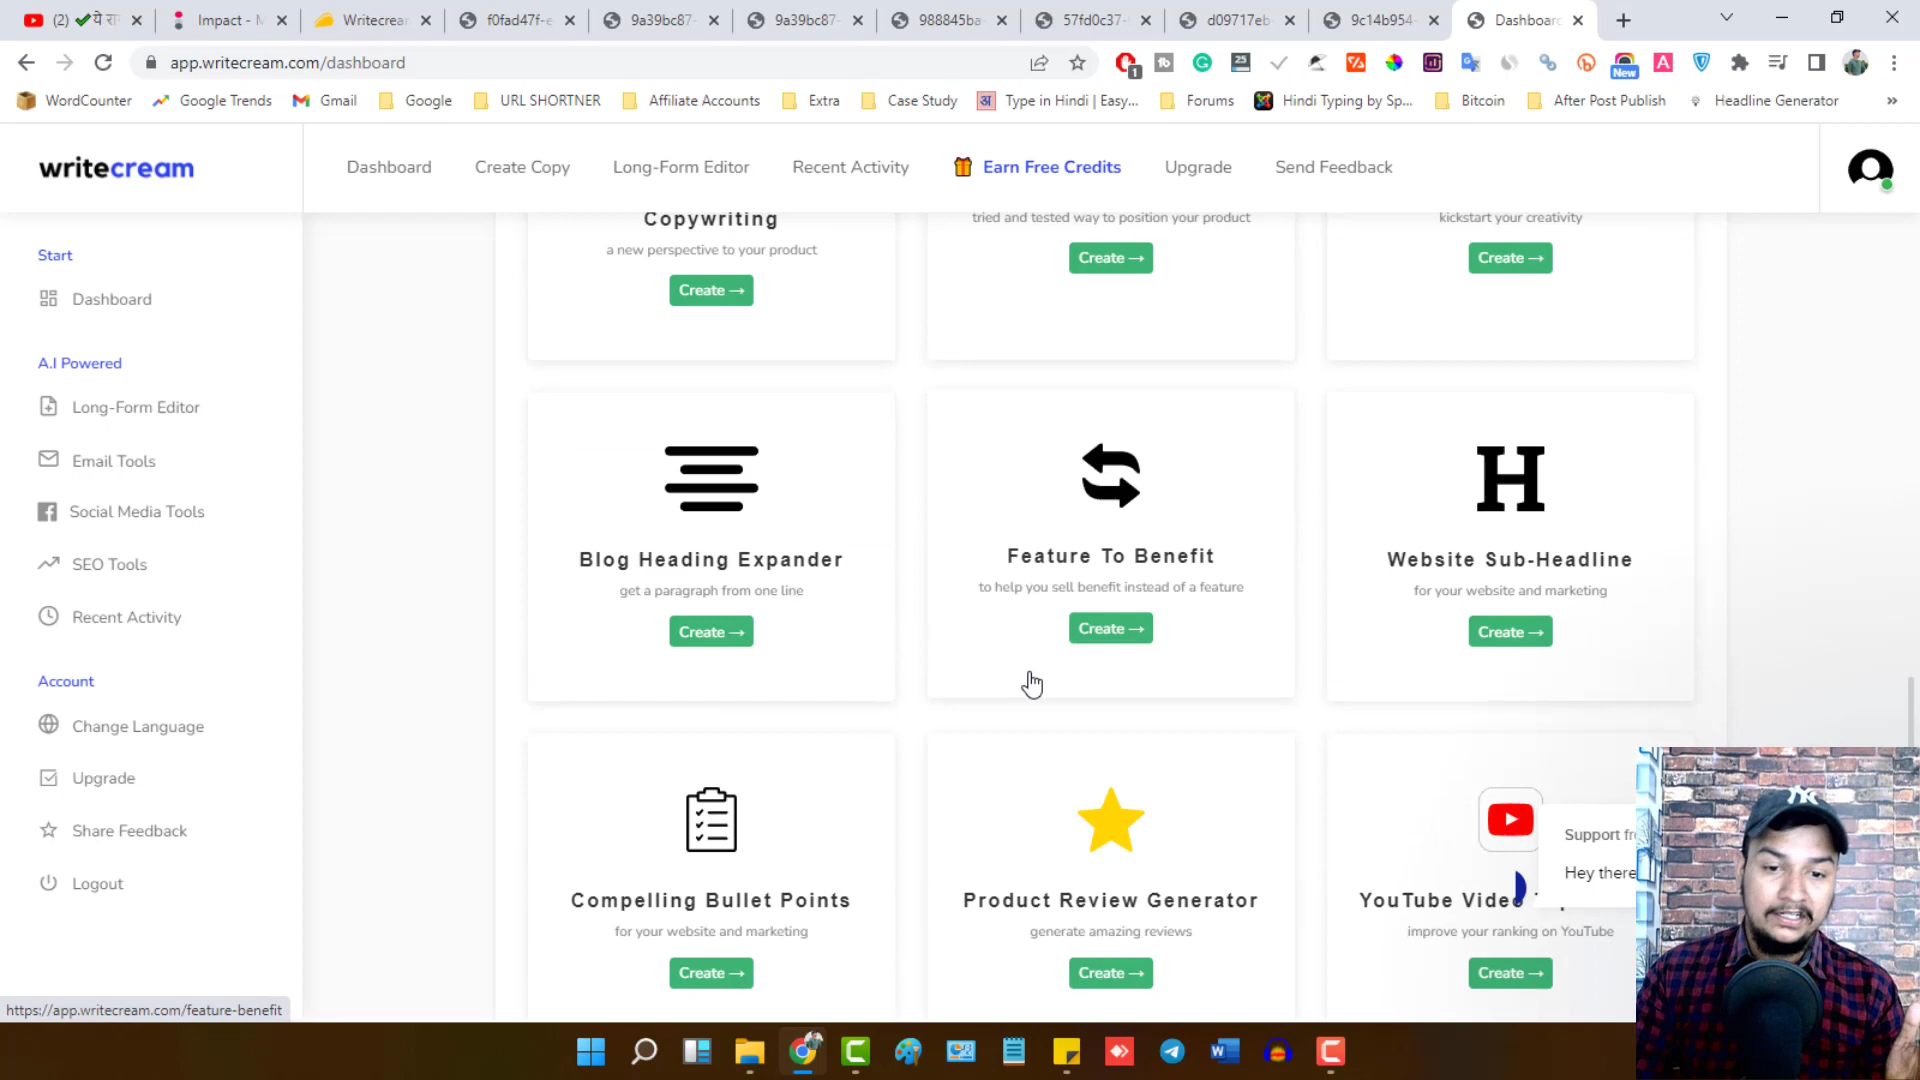 (2) ✔ये रा
Impact - M
Writecream
f0fad47f-e
9a39bc87-
9a39bc87-
988845ba-
57fd0c37-
d09717eb-
9c14b954-
Dashboard
app.writecream.com/dashboard
1
25
New
WordCounter
Google Trends
Gmail
Google
URL SHORTNER
Affiliate Accounts
Extra
Case Study
Type in Hindi | Easy...
Forums
Hindi Typing by Sp...
Bitcoin
After Post Publish
Headline Generator
writecream
Dashboard
Create Copy
Long-Form Editor
Recent Activity
Earn Free Credits
Upgrade
Send Feedback
Start
Dashboard
A.I Powered
Long-Form Editor
Email Tools
Social Media Tools
SEO Tools
Recent Activity
Account
Change Language
Upgrade
Share Feedback
Logout
Copywriting
a new perspective to your product
Create →
tried and tested way to position your product
Create →
kickstart your creativity
Create →
Blog Heading Expander
get a paragraph from one line
Create →
Feature To Benefit
to help you sell benefit instead of a feature
Create →
H
Website Sub-Headline
for your website and marketing
Create →
Compelling Bullet Points
for your website and marketing
Create →
Product Review Generator
generate amazing reviews
Create →
YouTube Video
improve your ranking on YouTube
Create →
Support fr
Hey there
https://app.writecream.com/feature-benefit